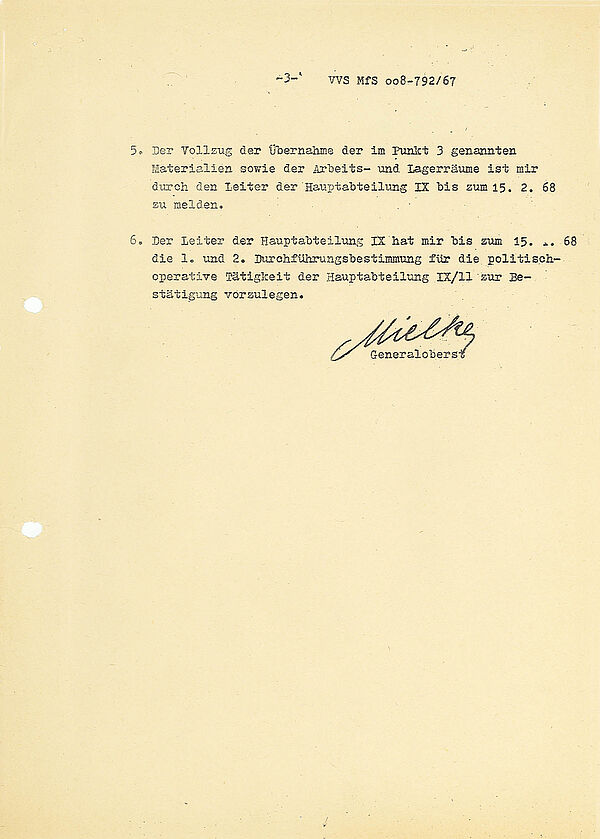 -3-   VVS MfS oo8-792/67
5. Der Vollzug der Übernahme der im Punkt 3 genannten
Materialien sowie der Arbeits- und Lagerräume ist mir
durch den Leiter der Hauptabteilung IX bis zum 15. 2. 68
zu melden.
6. Der Leiter der Hauptabteilung IX hat mir bis zum 15. .. 68
die 1. und 2. Durchführungsbestimmung für die politisch-
operative Tätigkeit der Hauptabteilung IX/11 zur Be-
stätigung vorzulegen.
Mielke
Generaloberst